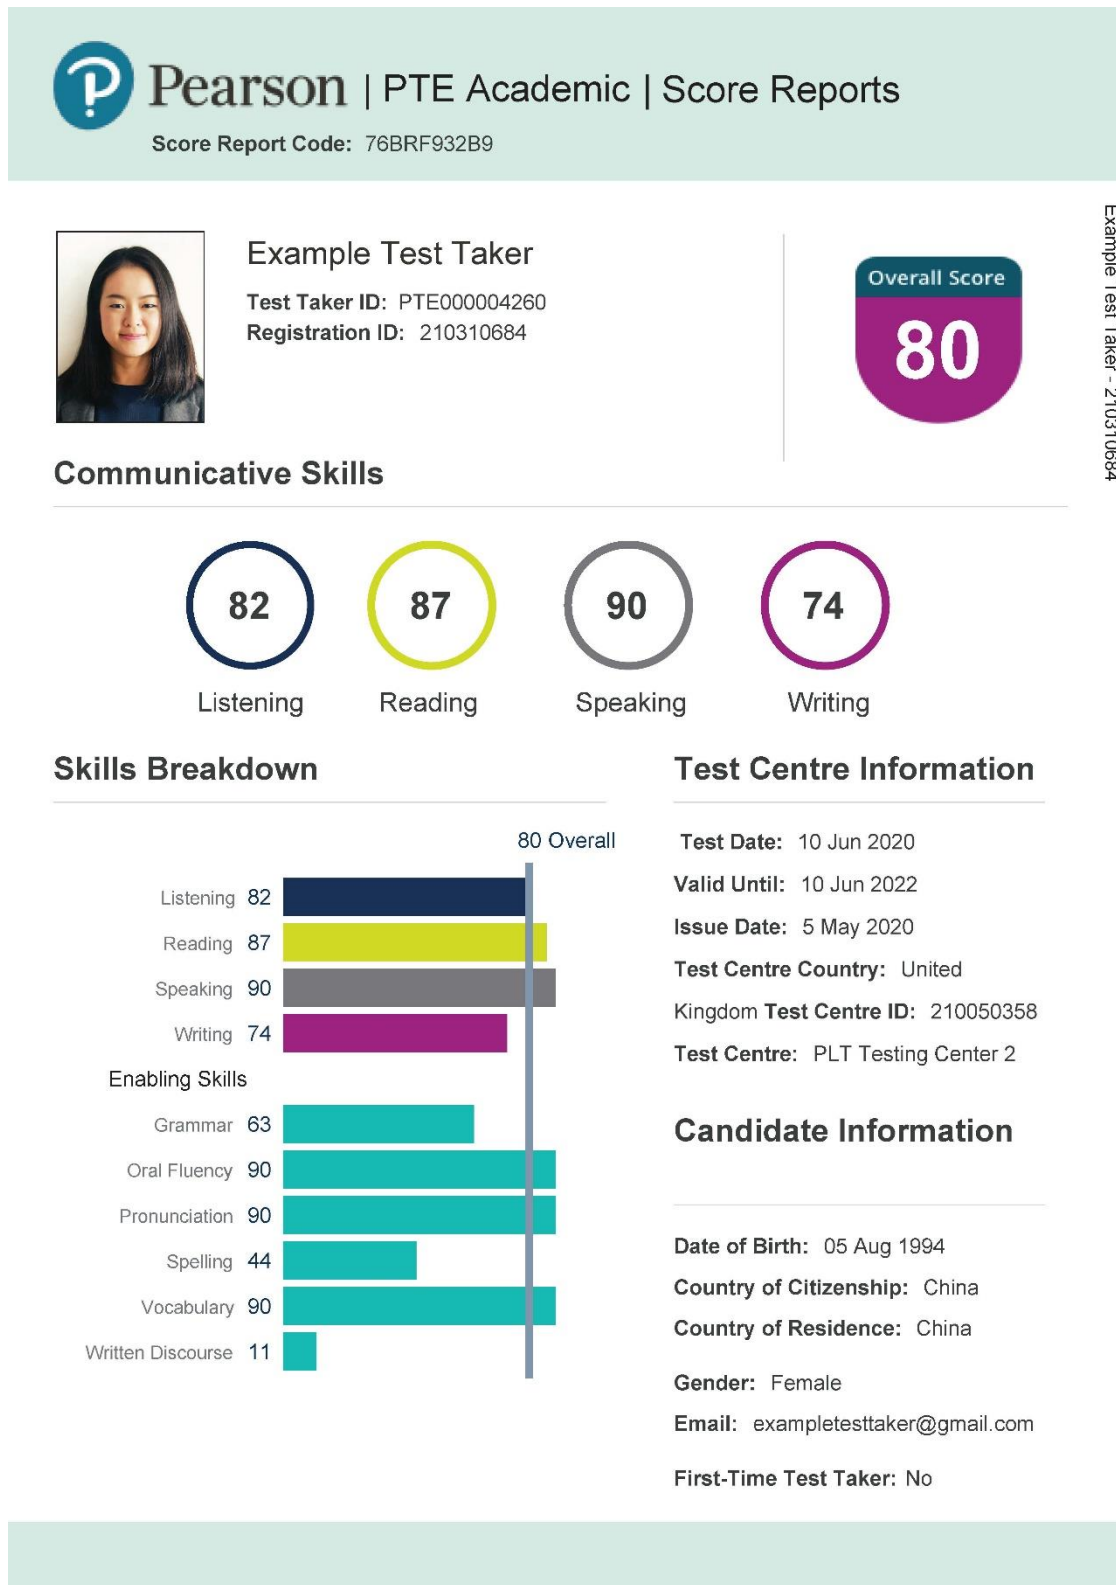 Pearson | PTE Academic | Score Reports
Score Report Code: 76BRF932B9
Example Test Taker
Test Taker ID: PTE000004260
Registration ID: 210310684
Overall Score
80
Example Test Taker - 210310684
Communicative Skills
82 87 90 74
Listening Reading Speaking Writing
Skills Breakdown
80 Overall
Listening 82
Reading 87
Speaking 90
Writing 74
Enabling Skills
Grammar 63
Oral Fluency 90
Pronunciation 90
Spelling 44
Vocabulary 90
Written Discourse 11
Test Centre Information
Test Date: 10 Jun 2020
Valid Until: 10 Jun 2022
Issue Date: 5 May 2020
Test Centre Country: United
Kingdom Test Centre ID: 210050358
Test Centre: PLT Testing Center 2
Candidate Information
Date of Birth: 05 Aug 1994
Country of Citizenship: China
Country of Residence: China
Gender: Female
Email: exampletesttaker@gmail.com
First-Time Test Taker: No